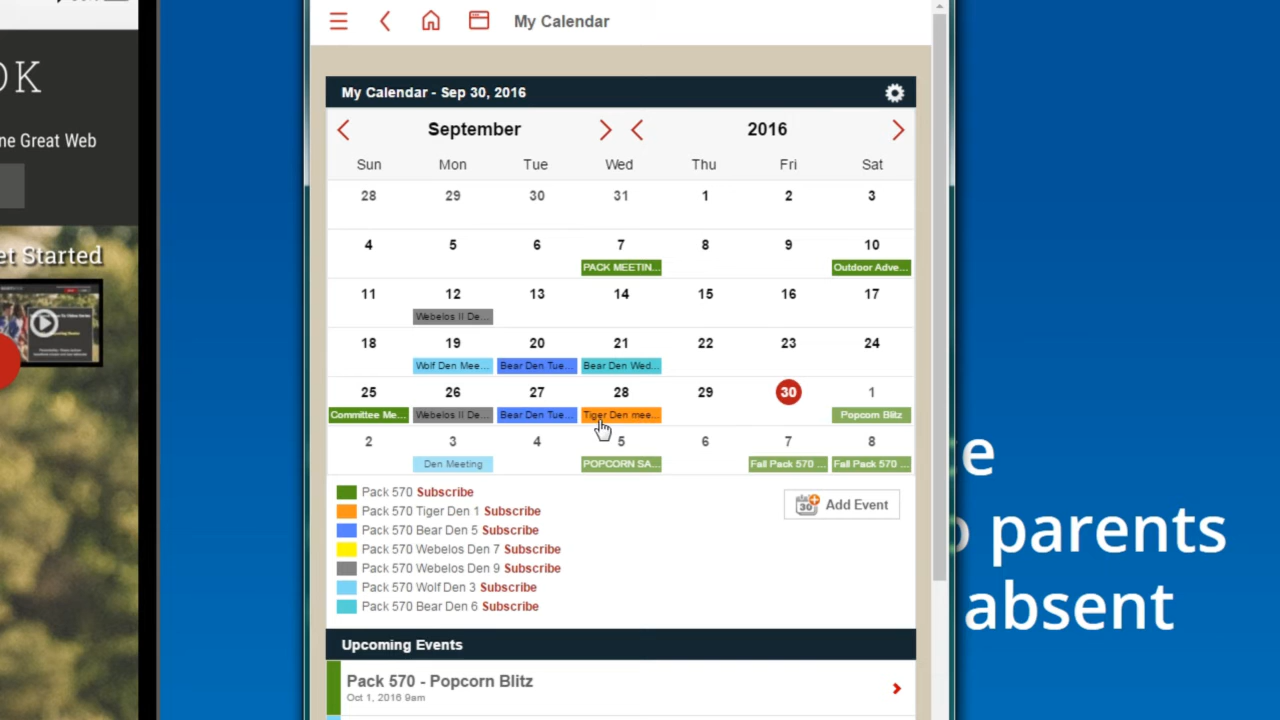 OK
ne Great Web
et Started
My Calendar
My Calendar - Sep 30, 2016
September 2016
Sun Mon Tue Wed Thu Fri Sat
28 29 30 31 1 2 3
4 5 6 7 8 9 10
PACK MEETIN... Outdoor Adve...
11 12 13 14 15 16 17
Webelos II De...
18 19 20 21 22 23 24
Wolf Den Mee... Bear Den Tue... Bear Den Wed...
25 26 27 28 29 30 1
Committee Me... Webelos II De... Bear Den Tue... Tiger Den mee... Popcorn Blitz
2 3 4 5 6 7 8
Den Meeting POPCORN SA... Fall Pack 570 ... Fall Pack 570 ...
Pack 570 Subscribe
Pack 570 Tiger Den 1 Subscribe
Pack 570 Bear Den 5 Subscribe
Pack 570 Webelos Den 7 Subscribe
Pack 570 Webelos Den 9 Subscribe
Pack 570 Wolf Den 3 Subscribe
Pack 570 Bear Den 6 Subscribe
30 Add Event
Upcoming Events
Pack 570 - Popcorn Blitz
Oct 1, 2016 9am
e
o parents
absent